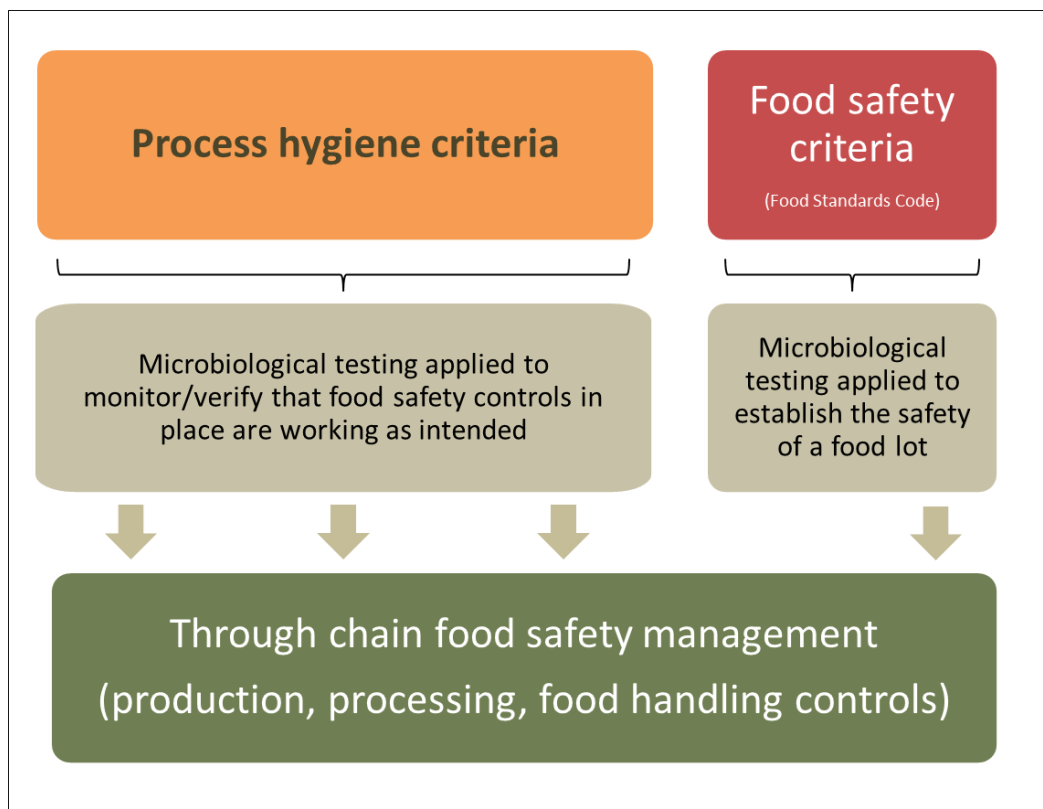 Process hygiene criteria
Food safety
criteria
(Food Standards Code)
Microbiological testing applied to
monitor/verify that food safety controls in
place are working as intended
Microbiological
testing applied to
establish the safety
of a food lot
Through chain food safety management
(production, processing, food handling controls)